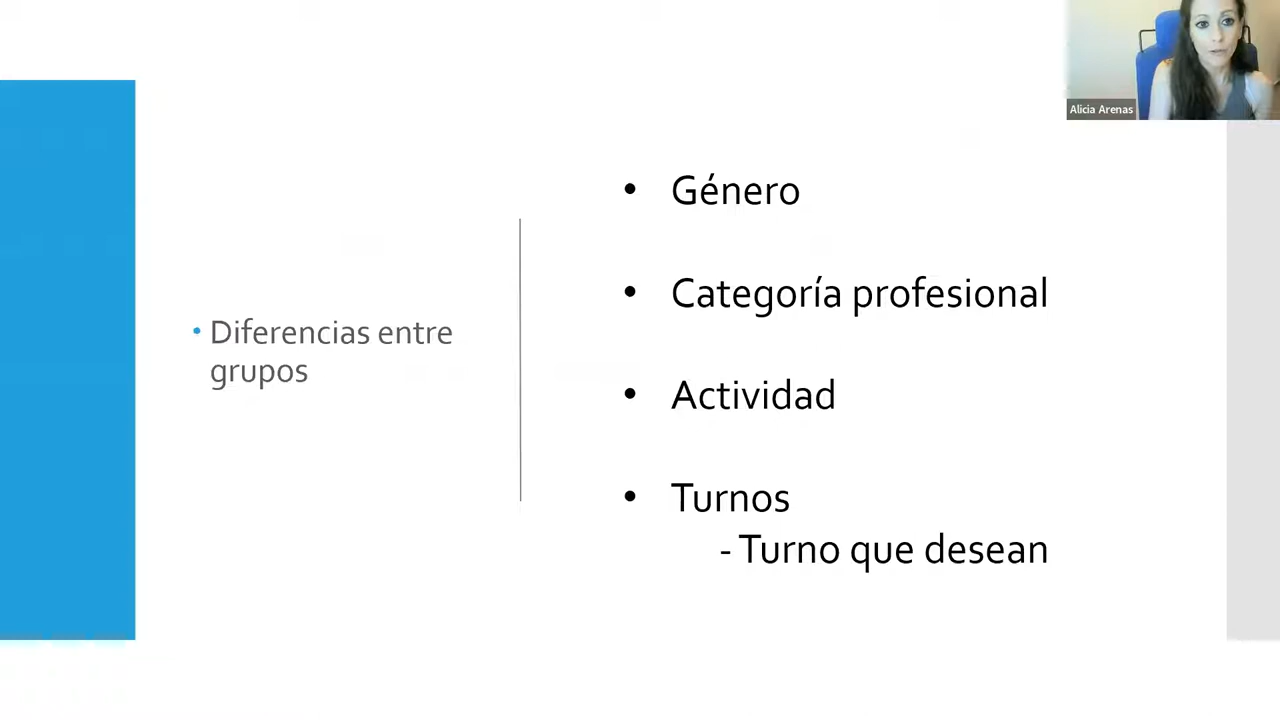 Alicia Arenas
• Diferencias entre
grupos
• Género
• Categoría profesional
• Actividad
• Turnos
- Turno que desean